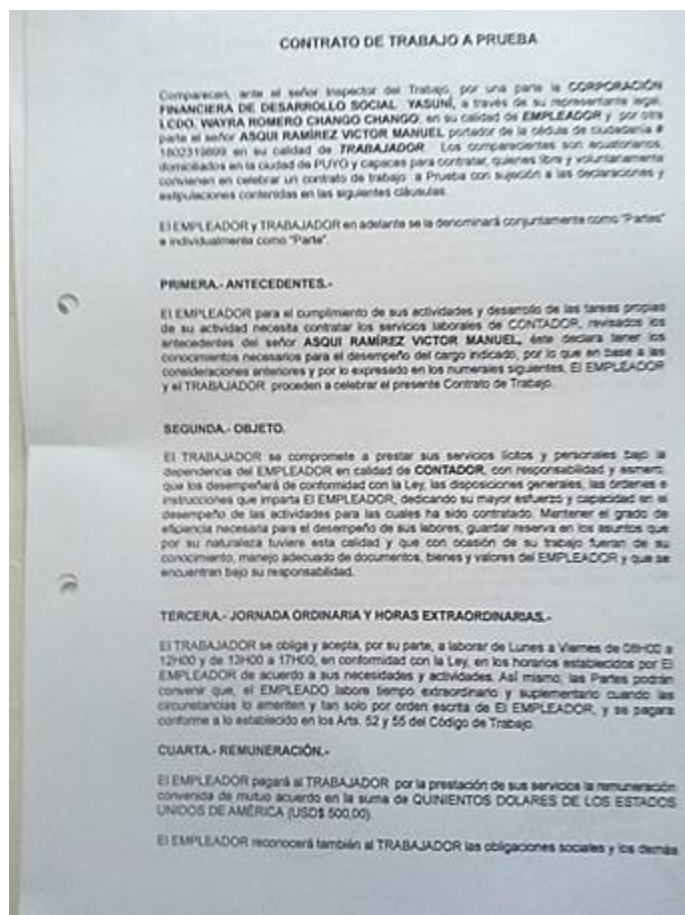 CONTRATO DE TRABAJO A PRUEBA
Comparecen, ante el señor Inspector del Trabajo, por una parte la CORPORACIÓN
FINANCIERA DE DESARROLLO SOCIAL YASUNÍ, a través de su representante legal,
LCDO. WAYRA ROMERO CHANGO CHANGO, en su calidad de EMPLEADOR y por otra
parte el señor ASQUI RAMÍREZ VICTOR MANUEL portador de la cédula de ciudadanía #
1802319899 en su calidad de TRABAJADOR. Los comparecientes son ecuatorianos,
domiciliados en la ciudad de PUYO y capaces para contratar, quienes libre y voluntariamente
convienen en celebrar un contrato de trabajo a Prueba con sujeción a las declaraciones y
estipulaciones contenidas en las siguientes cláusulas:
El EMPLEADOR y TRABAJADOR en adelante se la denominará conjuntamente como "Partes"
e individualmente como "Parte".
PRIMERA.- ANTECEDENTES.-
El EMPLEADOR para el cumplimiento de sus actividades y desarrollo de las tareas propias
de su actividad necesita contratar los servicios laborales de CONTADOR, revisados los
antecedentes del señor ASQUI RAMÍREZ VICTOR MANUEL, éste declara tener los
conocimientos necesarios para el desempeño del cargo indicado, por lo que en base a las
consideraciones anteriores y por lo expresado en los numerales siguientes, El EMPLEADOR
y el TRABAJADOR proceden a celebrar el presente Contrato de Trabajo.
SEGUNDA.- OBJETO.
El TRABAJADOR se compromete a prestar sus servicios lícitos y personales bajo la
dependencia del EMPLEADOR en calidad de CONTADOR, con responsabilidad y esmero,
que los desempeñará de conformidad con la Ley, las disposiciones generales, las órdenes e
instrucciones que imparta El EMPLEADOR, dedicando su mayor esfuerzo y capacidad en el
desempeño de las actividades para las cuales ha sido contratado. Mantener el grado de
eficiencia necesaria para el desempeño de sus labores, guardar reserva en los asuntos que
por su naturaleza tuviere esta calidad y que con ocasión de su trabajo fueran de su
conocimiento, manejo adecuado de documentos, bienes y valores del EMPLEADOR y que se
encuentran bajo su responsabilidad.
TERCERA.- JORNADA ORDINARIA Y HORAS EXTRAORDINARIAS.-
El TRABAJADOR se obliga y acepta, por su parte, a laborar de Lunes a Viernes de 08H00 a
12H00 y de 13H00 a 17H00, en conformidad con la Ley, en los horarios establecidos por El
EMPLEADOR de acuerdo a sus necesidades y actividades. Así mismo, las Partes podrán
convenir que, el EMPLEADO labore tiempo extraordinario y suplementario cuando las
circunstancias lo ameriten y tan solo por orden escrita de El EMPLEADOR, y se pagara
conforme a lo establecido en los Arts. 52 y 55 del Código de Trabajo.
CUARTA.- REMUNERACIÓN.-
El EMPLEADOR pagará al TRABAJADOR por la prestación de sus servicios la remuneración
convenida de mutuo acuerdo en la suma de QUINIENTOS DOLARES DE LOS ESTADOS
UNIDOS DE AMÉRICA (USD$ 500,00).
El EMPLEADOR reconocerá también al TRABAJADOR las obligaciones sociales y los demás